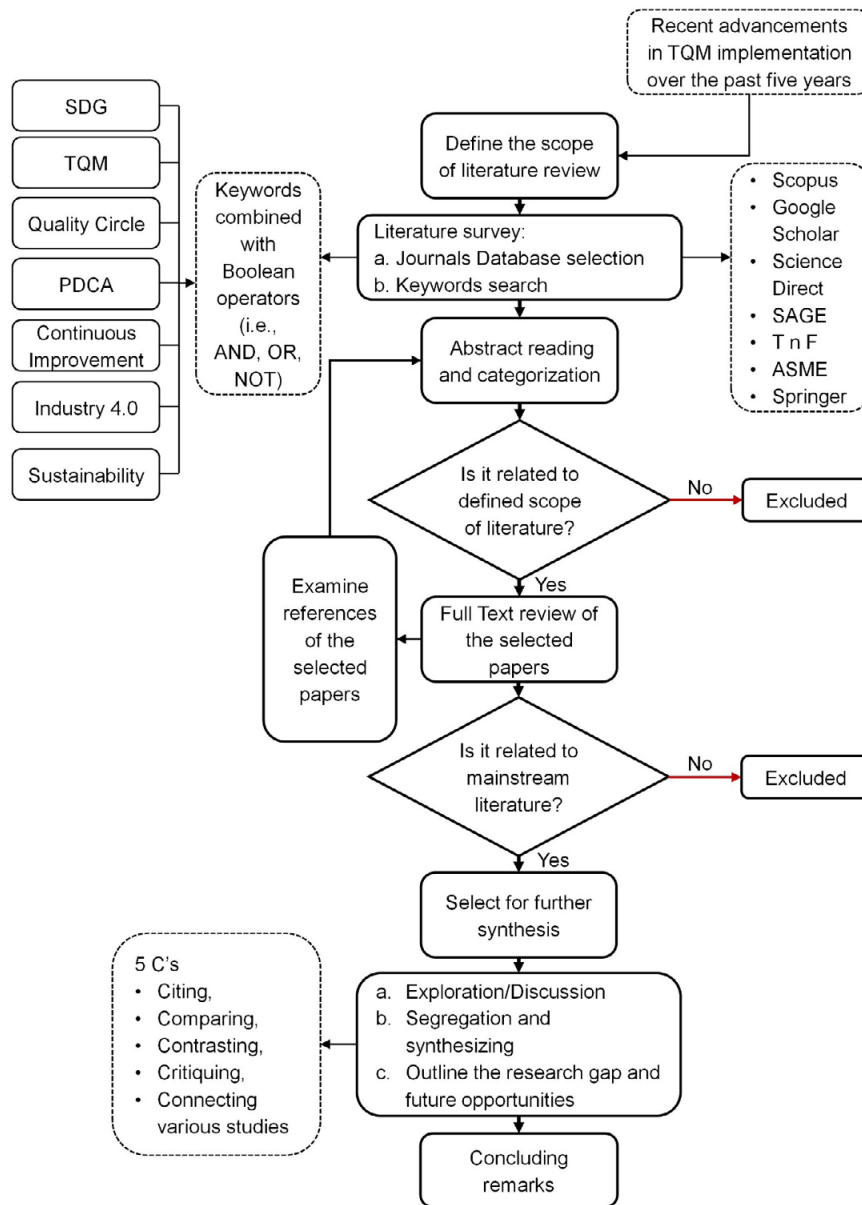 Recent advancements
in TQM implementation
over the past five years
SDG
TQM
Quality Circle
PDCA
Continuous
Improvement
Industry 4.0
Sustainability
Keywords
combined
with
Boolean
operators
(i.e.,
AND, OR,
NOT)
Define the scope
of literature review
Literature survey:
a. Journals Database selection
b. Keywords search
• Scopus
• Google
Scholar
• Science
Direct
• SAGE
• T n F
• ASME
• Springer
Abstract reading
and categorization
Is it related to
defined scope
of literature?
No
Excluded
Yes
Examine
references
of the
selected
papers
Full Text review of
the selected
papers
Is it related to
mainstream
literature?
No
Excluded
Yes
Select for further
synthesis
5 C's
• Citing,
• Comparing,
• Contrasting,
• Critiquing,
• Connecting
various studies
a. Exploration/Discussion
b. Segregation and
synthesizing
c. Outline the research gap and
future opportunities
Concluding
remarks